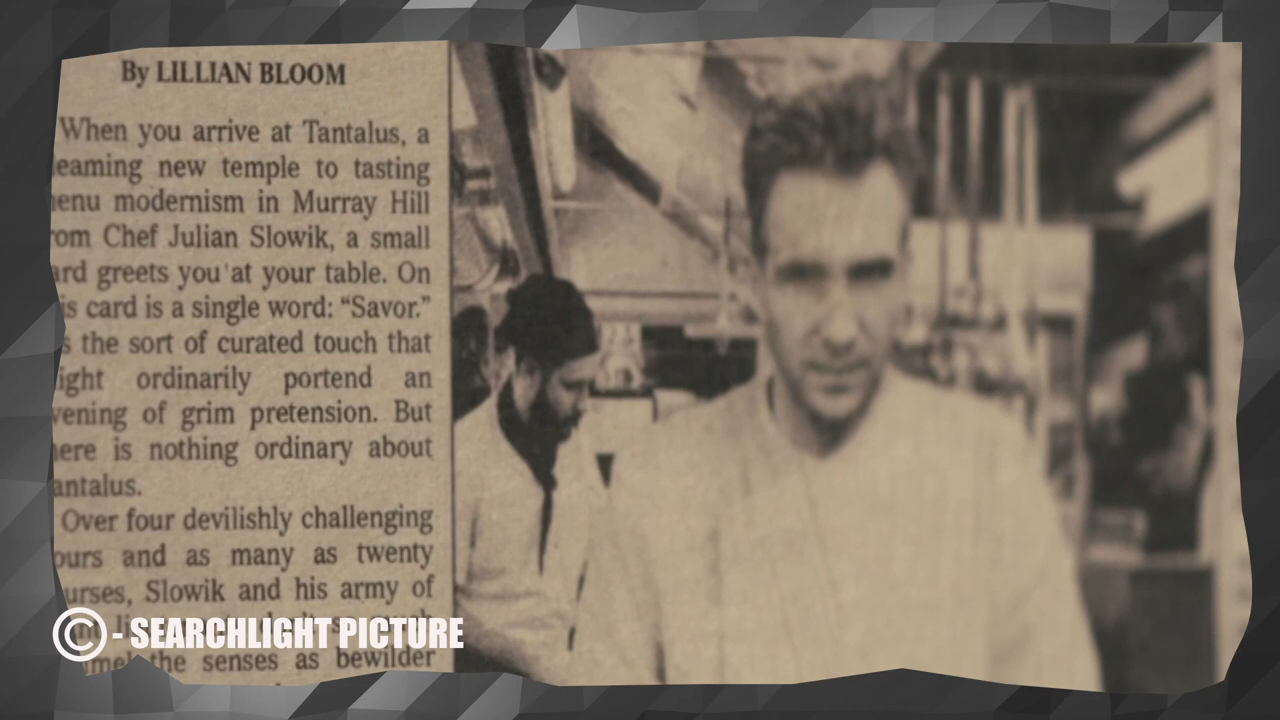 By LILLIAN BLOOM
When you arrive at Tantalus, a
eaming new temple to tasting
enu modernism in Murray Hill
rom Chef Julian Slowik, a small
ard greets you at your table. On
is card is a single word: “Savor.”
s the sort of curated touch that
ight ordinarily portend an
vening of grim pretension. But
here is nothing ordinary about
antalus.
Over four devilishly challenging
ours and as many as twenty
urses, Slowik and his army of
© - SEARCHLIGHT PICTURE
the senses as bewilder